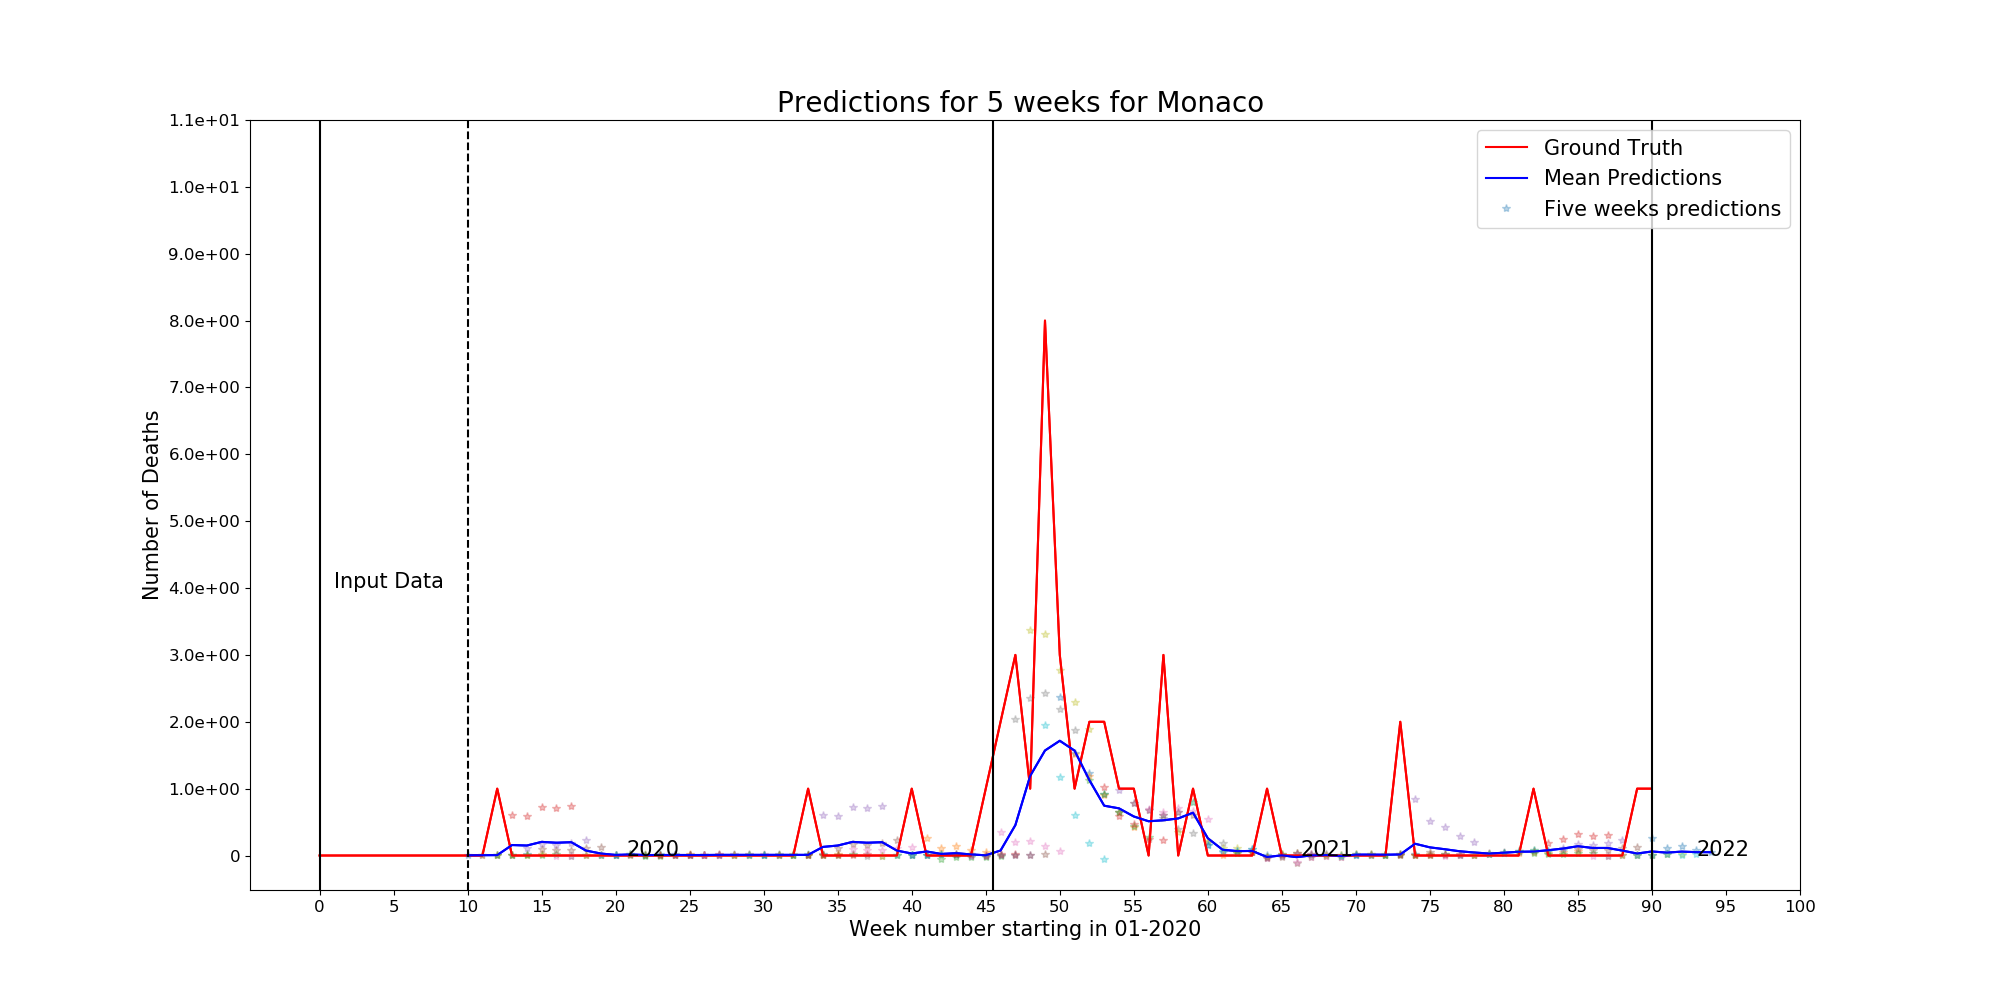 Predictions for 5 weeks for Monaco
1.1e+01
1.0e+01
9.0e+00
8.0e+00
7.0e+00
6.0e+00
5.0e+00
4.0e+00
3.0e+00
2.0e+00
1.0e+00
0
Number of Deaths
Ground Truth
Mean Predictions
Five weeks predictions
Input Data
2020
2021
2022
0 5 10 15 20 25 30 35 40 45 50 55 60 65 70 75 80 85 90 95 100
Week number starting in 01-2020